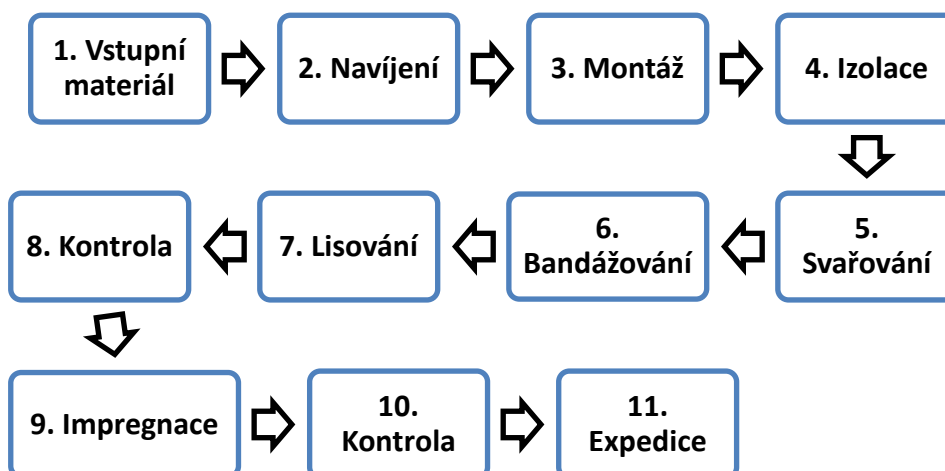 1. Vstupní
materiál
2. Navíjení
3. Montáž
4. Izolace
5.
Svařování
6.
Bandážování
7. Lisování
8. Kontrola
9. Impregnace
10.
Kontrola
11.
Expedice